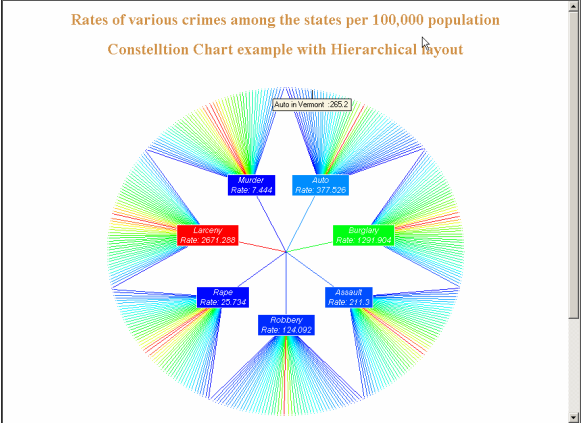 Rates of various crimes among the states per 100,000 population
Constelltion Chart example with Hierarchical layout
Auto in Vermont :265.2
Murder
Rate: 7.444
Auto
Rate: 377.526
Larceny
Rate: 2671.288
Burglary
Rate: 1291.904
Rape
Rate: 25.734
Assault
Rate: 211.3
Robbery
Rate: 124.092